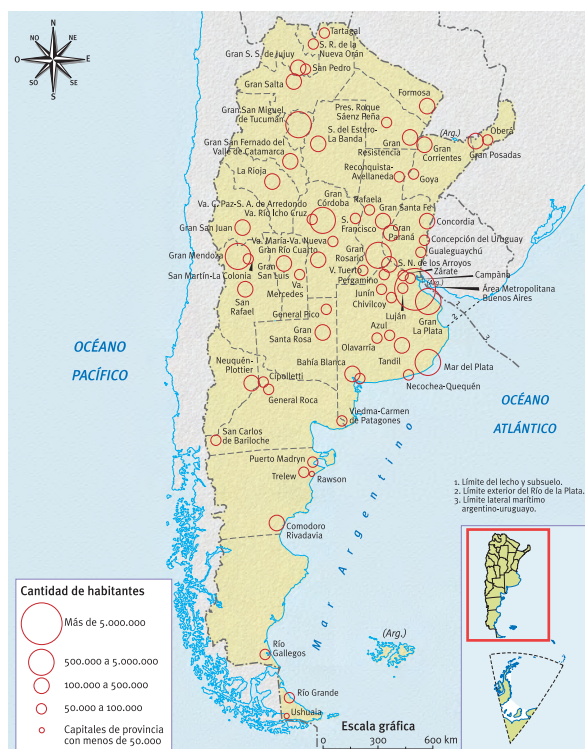 N
NO
NE
O
E
SO
SE
S
Tartagal
S. R. de la
Nueva Orán
Gran S. S. de Jujuy
San Pedro
Gran Salta
Formosa
Pres. Roque
Sáenz Peña
Gran San Miguel
de Tucumán
S. del Estero-
La Banda
Gran
Resistencia
(Arg.)
Oberá
Gran
Corrientes
Gran Posadas
Gran San Fernado del
Valle de Catamarca
Reconquista-
Avellaneda
Goya
La Rioja
Va. C. Paz-S. A. de Arredondo
Va. Río Icho Cruz
Gran
Córdoba
Rafaela
Gran Santa Fe
S.
Francisco
Concordia
Gran San Juan
Gran
Paraná
Concepción del Uruguay
Va. María-Va. Nueva
Gran Río Cuarto
Gualeguaychú
Gran Mendoza
Gran
Rosario
S. N. de los Arroyos
Zárate
San Martín-La Colonia
Gran
San Luis
V. Tuerto
Pergamino
Campana
(Arg.)
Va.
Mercedes
Área Metropolitana
Buenos Aires
San
Rafael
Junín
Chivilcoy
Luján
General Pico
Gran
La Plata
Gran
Santa Rosa
Azul
Olavarría
Tandil
1
2
3
OCÉANO
PACÍFICO
Neuquén-
Plottier
Cipolletti
General Roca
Bahía Blanca
Mar del Plata
Necochea-Quequén
OCÉANO
ATLÁNTICO
Viedma-Carmen
de Patagones
San Carlos
de Bariloche
Puerto Madryn
Trelew
Rawson
Mar Argentino
1. Límite del lecho y subsuelo.
2. Límite exterior del Río de la Plata.
3. Límite lateral marítimo
argentino-uruguayo.
Comodoro
Rivadavia
Cantidad de habitantes
Más de 5.000.000
500.000 a 5.000.000
100.000 a 500.000
50.000 a 100.000
Capitales de provincia
con menos de 50.000
Río
Gallegos
(Arg.)
Río Grande
Ushuaia
Escala gráfica
0
300
600 km